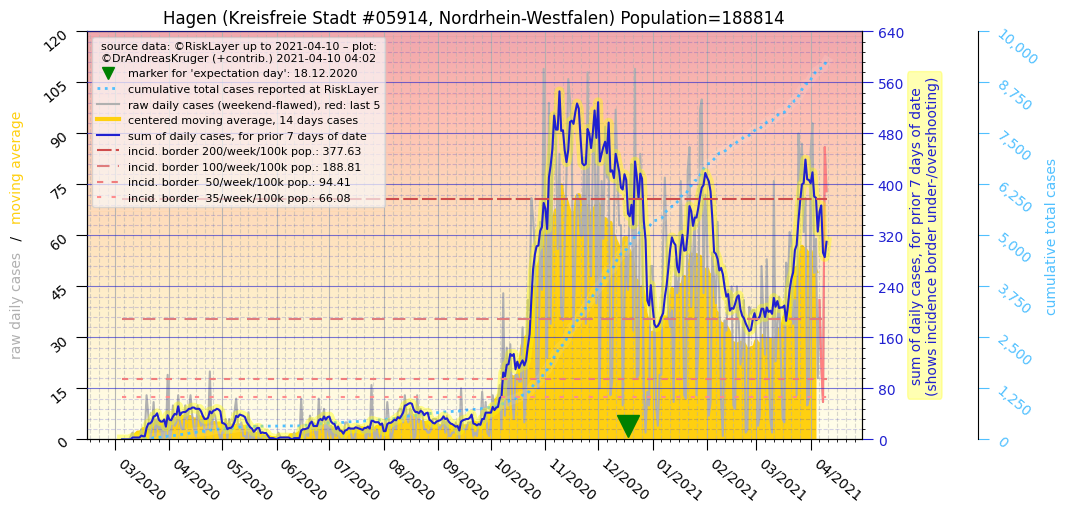 Hagen (Kreisfreie Stadt #05914, Nordrhein-Westfalen) Population=188814
source data: ©RiskLayer up to 2021-04-10 – plot:
©DrAndreasKruger (+contrib.) 2021-04-10 04:02
marker for 'expectation day': 18.12.2020
cumulative total cases reported at RiskLayer
raw daily cases (weekend-flawed), red: last 5
centered moving average, 14 days cases
sum of daily cases, for prior 7 days of date
incid. border 200/week/100k pop.: 377.63
incid. border 100/week/100k pop.: 188.81
incid. border  50/week/100k pop.: 94.41
incid. border  35/week/100k pop.: 66.08
raw daily cases / moving average
120
105
90
75
60
45
30
15
0
03/2020
04/2020
05/2020
06/2020
07/2020
08/2020
09/2020
10/2020
11/2020
12/2020
01/2021
02/2021
03/2021
04/2021
640
560
480
400
320
240
160
80
0
sum of daily cases, for prior 7 days of date
(shows incidence border under-/overshooting)
10,000
8,750
7,500
6,250
5,000
3,750
2,500
1,250
0
cumulative total cases